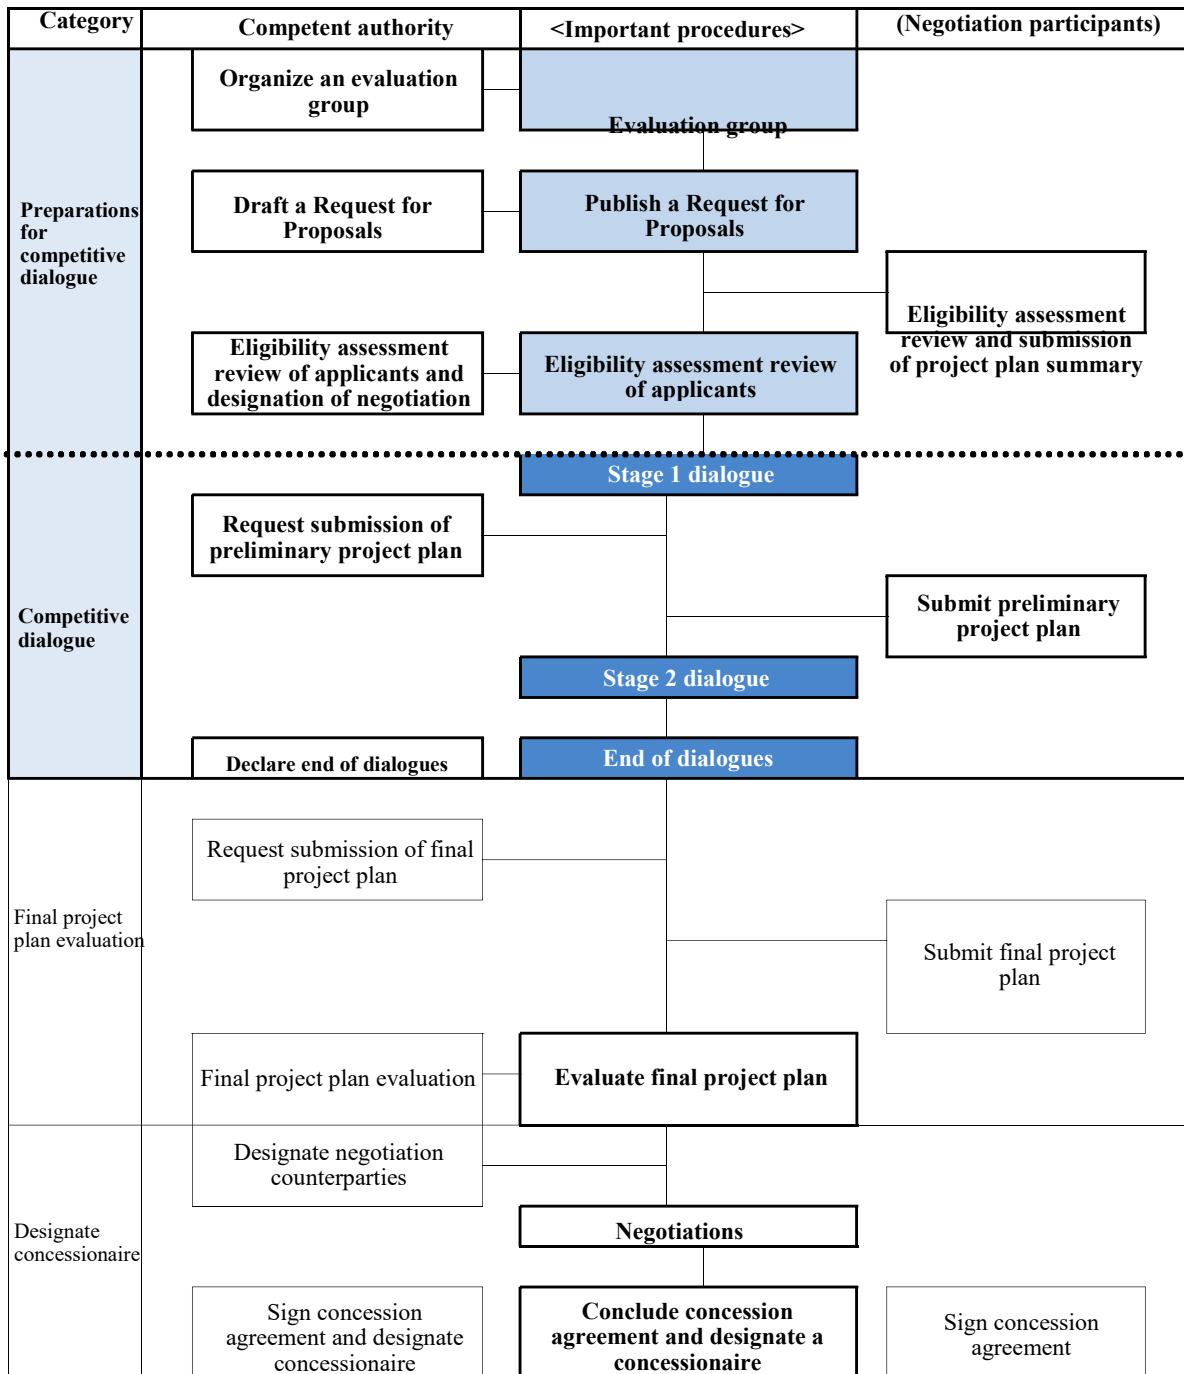 Category
Competent authority
<Important procedures>
(Negotiation participants)
Organize an evaluation
group
Evaluation group
Preparations
for
competitive
dialogue
Draft a Request for
Proposals
Publish a Request for
Proposals
Eligibility assessment
review and submission
of project plan summary
Eligibility assessment
review of applicants and
designation of negotiation
Eligibility assessment review
of applicants
Stage 1 dialogue
Competitive
dialogue
Request submission of
preliminary project plan
Submit preliminary
project plan
Stage 2 dialogue
Declare end of dialogues
End of dialogues
Final project
plan evaluation
Request submission of final
project plan
Submit final project
plan
Final project plan evaluation
Evaluate final project plan
Designate
concessionaire
Designate negotiation
counterparties
Negotiations
Sign concession
agreement and designate
concessionaire
Conclude concession
agreement and designate a
concessionaire
Sign concession
agreement